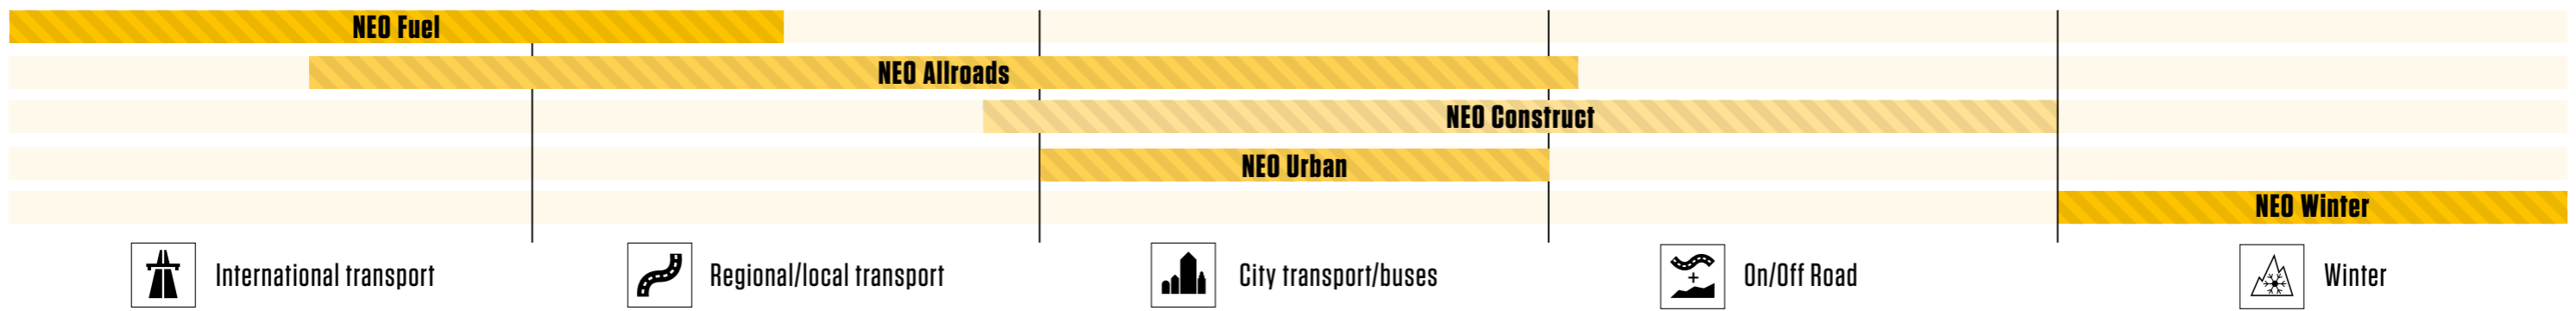 NEO Fuel
NEO Allroads
NEO Construct
NEO Urban
NEO Winter
International transport
Regional/local transport
City transport/buses
On/Off Road
Winter